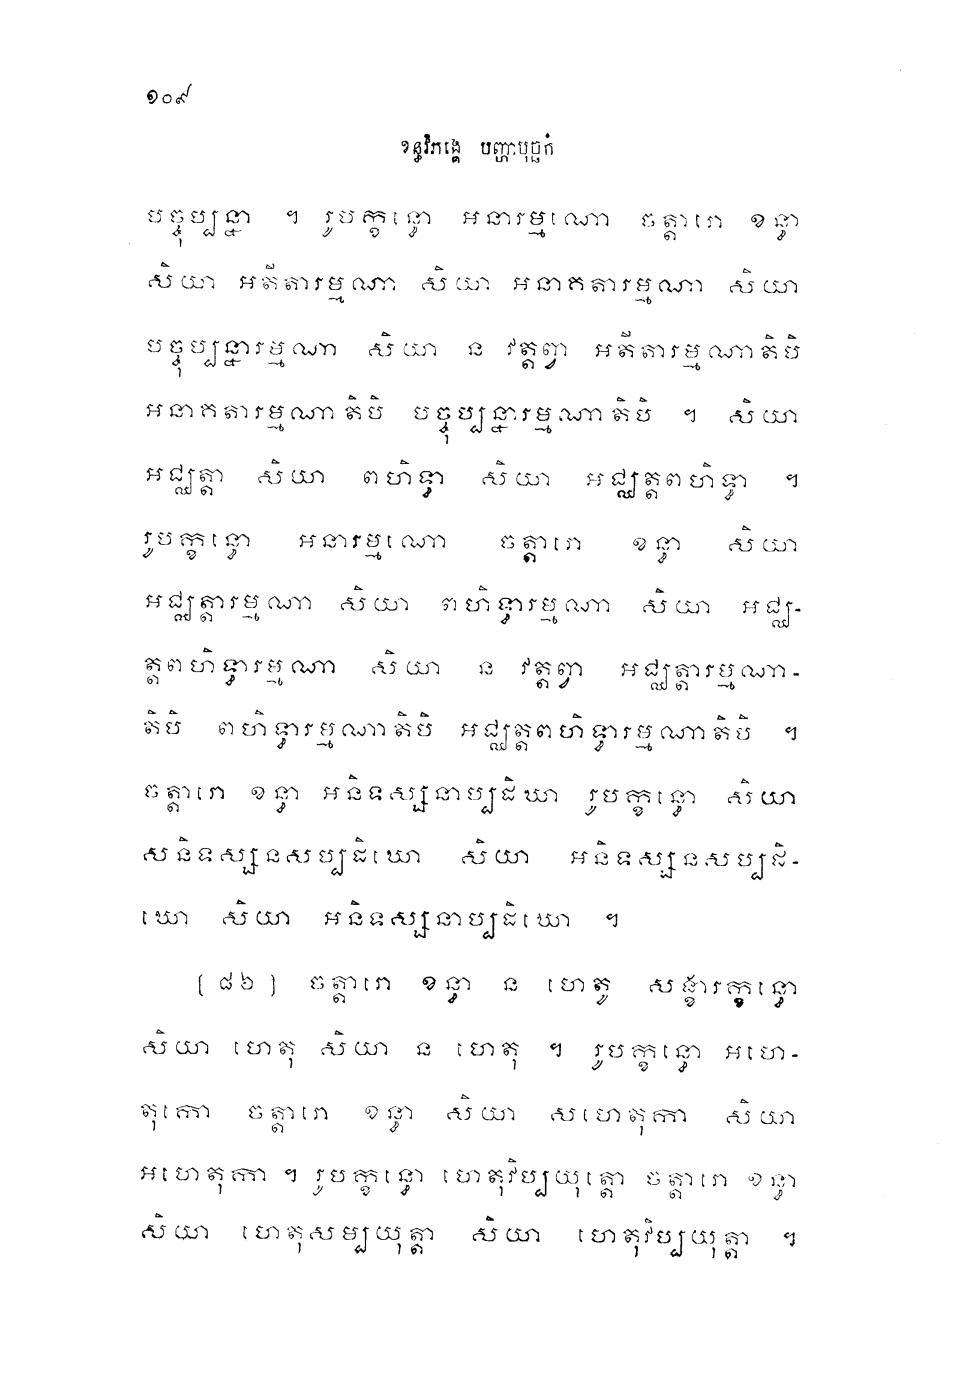 ១០៩
ខន្ធវិភង្គេ បញ្ហាបុច្ឆកំ
បច្ចុប្បន្នា ។ រូបក្ខន្ធោ អនារម្មណោ ចត្តារោ ខន្ធា
សិយា អតីតារម្មណា សិយា អនាគតារម្មណា សិយា
បច្ចុប្បន្នារម្មណា សិយា ន វត្តព្វា អតីតារម្មណាតិបិ
អនាគតារម្មណាតិបិ បច្ចុប្បន្នារម្មណាតិបិ ។ សិយា
អជ្ឈត្តា សិយា ពហិទ្ធា សិយា អជ្ឈត្តពហិទ្ធា ។
រូបក្ខន្ធោ អនារម្មណោ ចត្តារោ ខន្ធា សិយា
អជ្ឈត្តារម្មណា សិយា ពហិទ្ធារម្មណា សិយា អជ្ឈ-
ត្តពហិទ្ធារម្មណា សិយា ន វត្តព្វា អជ្ឈត្តារម្មណា-
តិបិ ពហិទ្ធារម្មណាតិបិ អជ្ឈត្តពហិទ្ធារម្មណាតិបិ ។
ចត្តារោ ខន្ធា អនិទស្សនាប្បដិឃា រូបក្ខន្ធោ សិយា
សនិទស្សនសប្បដិឃោ សិយា អនិទស្សនសប្បដិ-
ឃោ សិយា អនិទស្សនាប្បដិឃោ ។
[ ៨៦ ] ចត្តារោ ខន្ធា ន ហេតូ សង្ខារក្ខន្ធោ
សិយា ហេតុ សិយា ន ហេតុ ។ រូបក្ខន្ធោ អហេ-
តុកោ ចត្តារោ ខន្ធា សិយា សហេតុកា សិយា
អហេតុកា ។ រូបក្ខន្ធោ ហេតុវិប្បយុត្តោ ចត្តារោ ខន្ធា
សិយា ហេតុសម្បយុត្តា សិយា ហេតុវិប្បយុត្តា ។